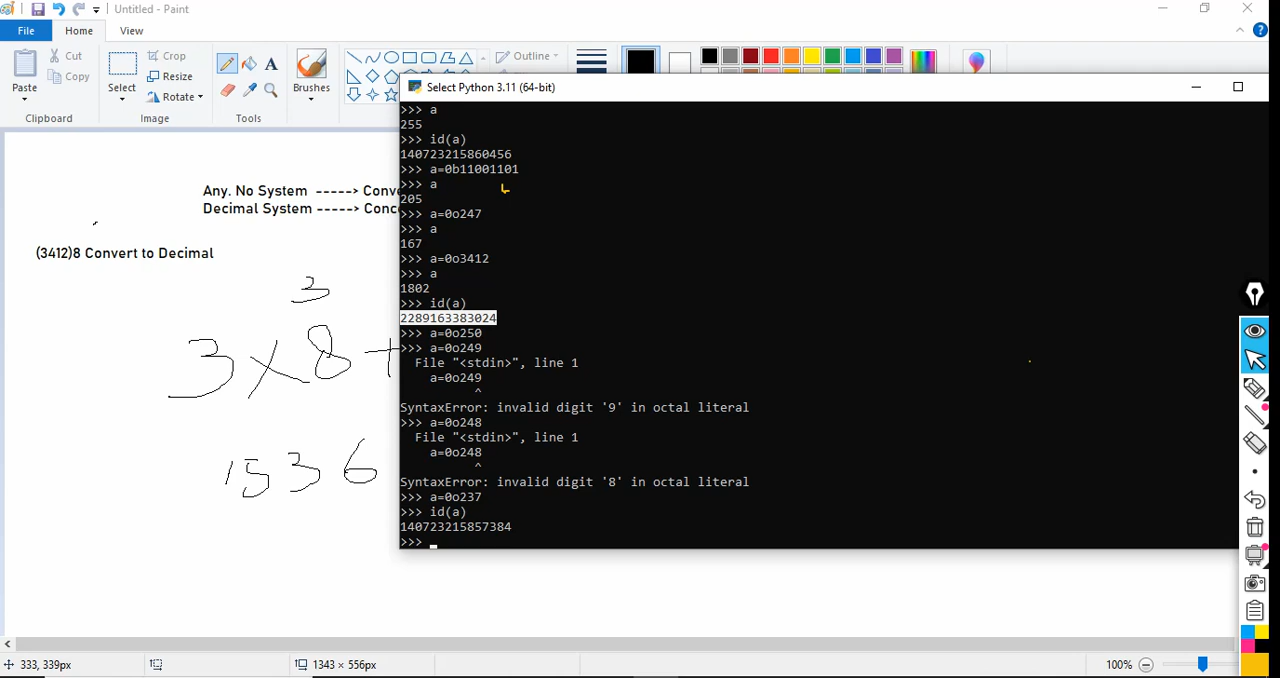 Untitled - Paint
File Home View
Cut
Copy
Paste
Clipboard
Select
Crop
Resize
Rotate
Image
Tools
Brushes
Outline
Any. No System -----> Conv
Decimal System -----> Conc
(3412)8 Convert to Decimal
3
3 x 8 +
1536
Select Python 3.11 (64-bit)
>>> a
255
>>> id(a)
140723215860456
>>> a=0b11001101
>>> a
205
>>> a=0o247
>>> a
167
>>> a=0o3412
>>> a
1802
>>> id(a)
2289163383024
>>> a=0o250
>>> a=0o249
File "<stdin>", line 1
a=0o249
^
SyntaxError: invalid digit '9' in octal literal
>>> a=0o248
File "<stdin>", line 1
a=0o248
^
SyntaxError: invalid digit '8' in octal literal
>>> a=0o237
>>> id(a)
140723215857384
>>>
333, 339px
1343 × 556px
100%